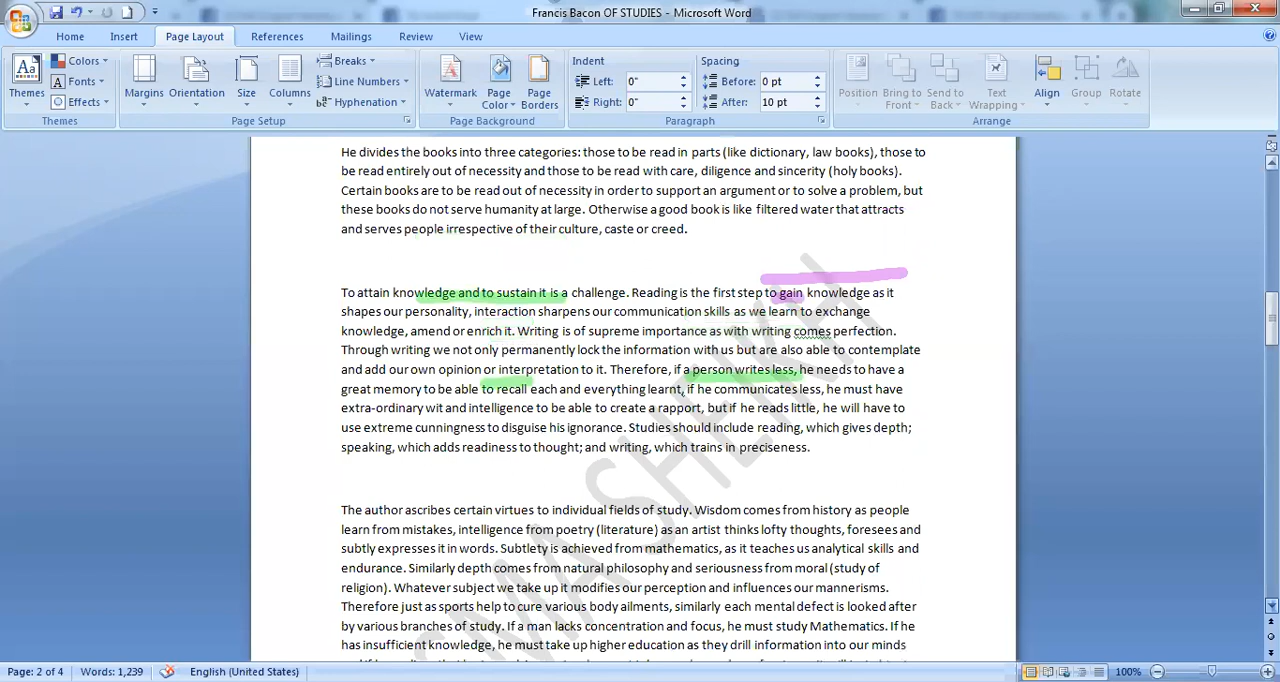 Francis Bacon OF STUDIES - Microsoft Word
Home Insert Page Layout References Mailings Review View
Themes Colors Fonts Effects Themes
Margins Orientation Size Columns Breaks Line Numbers Hyphenation Page Setup
Watermark Page Color Page Borders Page Background
Indent Left: 0" Right: 0" Spacing Before: 0 pt After: 10 pt Paragraph
Position Bring to Front Send to Back Text Wrapping Align Group Rotate Arrange
He divides the books into three categories: those to be read in parts (like dictionary, law books), those to
be read entirely out of necessity and those to be read with care, diligence and sincerity (holy books).
Certain books are to be read out of necessity in order to support an argument or to solve a problem, but
these books do not serve humanity at large. Otherwise a good book is like filtered water that attracts
and serves people irrespective of their culture, caste or creed.
To attain knowledge and to sustain it is a challenge. Reading is the first step to gain knowledge as it
shapes our personality, interaction sharpens our communication skills as we learn to exchange
knowledge, amend or enrich it. Writing is of supreme importance as with writing comes perfection.
Through writing we not only permanently lock the information with us but are also able to contemplate
and add our own opinion or interpretation to it. Therefore, if a person writes less, he needs to have a
great memory to be able to recall each and everything learnt, if he communicates less, he must have
extra-ordinary wit and intelligence to be able to create a rapport, but if he reads little, he will have to
use extreme cunningness to disguise his ignorance. Studies should include reading, which gives depth;
speaking, which adds readiness to thought; and writing, which trains in preciseness.
The author ascribes certain virtues to individual fields of study. Wisdom comes from history as people
learn from mistakes, intelligence from poetry (literature) as an artist thinks lofty thoughts, foresees and
subtly expresses it in words. Subtlety is achieved from mathematics, as it teaches us analytical skills and
endurance. Similarly depth comes from natural philosophy and seriousness from moral (study of
religion). Whatever subject we take up it modifies our perception and influences our mannerisms.
Therefore just as sports help to cure various body ailments, similarly each mental defect is looked after
by various branches of study. If a man lacks concentration and focus, he must study Mathematics. If he
has insufficient knowledge, he must take up higher education as they drill information into our minds
SMA SHEIKH
Page: 2 of 4 Words: 1,239 English (United States) 100%